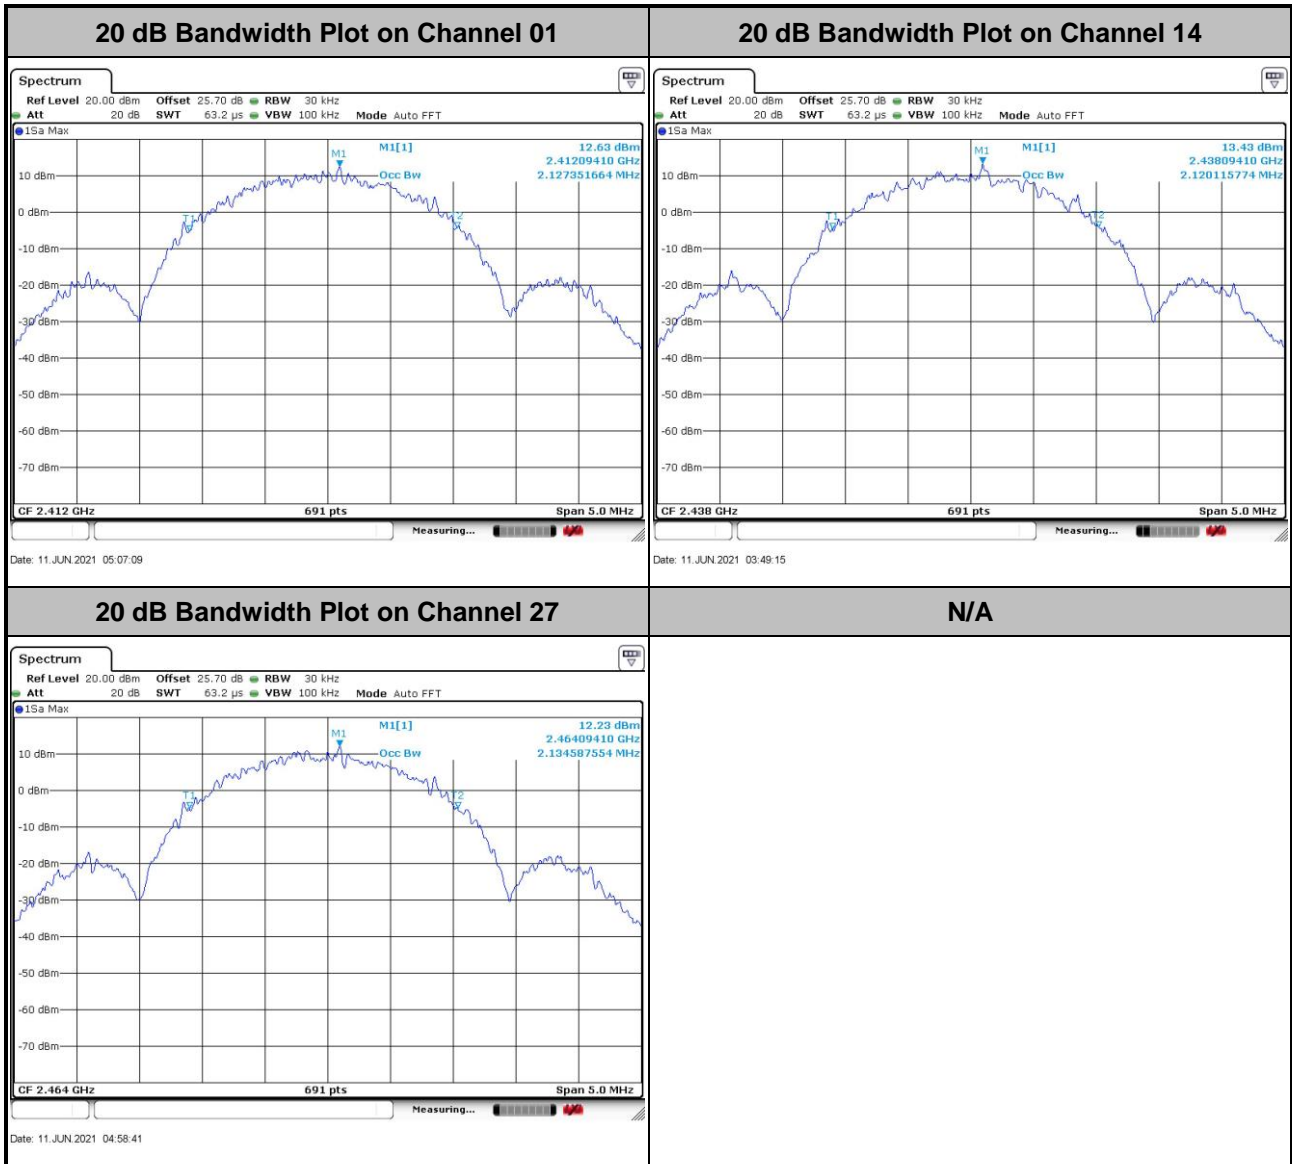 20 dB Bandwidth Plot on Channel 01
20 dB Bandwidth Plot on Channel 14
Spectrum
Ref Level 20.00 dBm Offset 25.70 dB RBW 30 kHz
Att 20 dB SWT 63.2 µs VBW 100 kHz Mode Auto FFT
1Sa Max
M1[1] 12.63 dBm
2.41209410 GHz
Occ Bw 2.127351664 MHz
M1
T1
T2
10 dBm
0 dBm
-10 dBm
-20 dBm
-30 dBm
-40 dBm
-50 dBm
-60 dBm
-70 dBm
CF 2.412 GHz 691 pts Span 5.0 MHz
Measuring...
Date: 11.JUN.2021 05:07:09
Spectrum
Ref Level 20.00 dBm Offset 25.70 dB RBW 30 kHz
Att 20 dB SWT 63.2 µs VBW 100 kHz Mode Auto FFT
1Sa Max
M1[1] 13.43 dBm
2.43809410 GHz
Occ Bw 2.120115774 MHz
M1
T1
T2
10 dBm
0 dBm
-10 dBm
-20 dBm
-30 dBm
-40 dBm
-50 dBm
-60 dBm
-70 dBm
CF 2.438 GHz 691 pts Span 5.0 MHz
Measuring...
Date: 11.JUN.2021 03:49:15
20 dB Bandwidth Plot on Channel 27
N/A
Spectrum
Ref Level 20.00 dBm Offset 25.70 dB RBW 30 kHz
Att 20 dB SWT 63.2 µs VBW 100 kHz Mode Auto FFT
1Sa Max
M1[1] 12.23 dBm
2.46409410 GHz
Occ Bw 2.134587554 MHz
M1
T1
T2
10 dBm
0 dBm
-10 dBm
-20 dBm
-30 dBm
-40 dBm
-50 dBm
-60 dBm
-70 dBm
CF 2.464 GHz 691 pts Span 5.0 MHz
Measuring...
Date: 11.JUN.2021 04:58:41